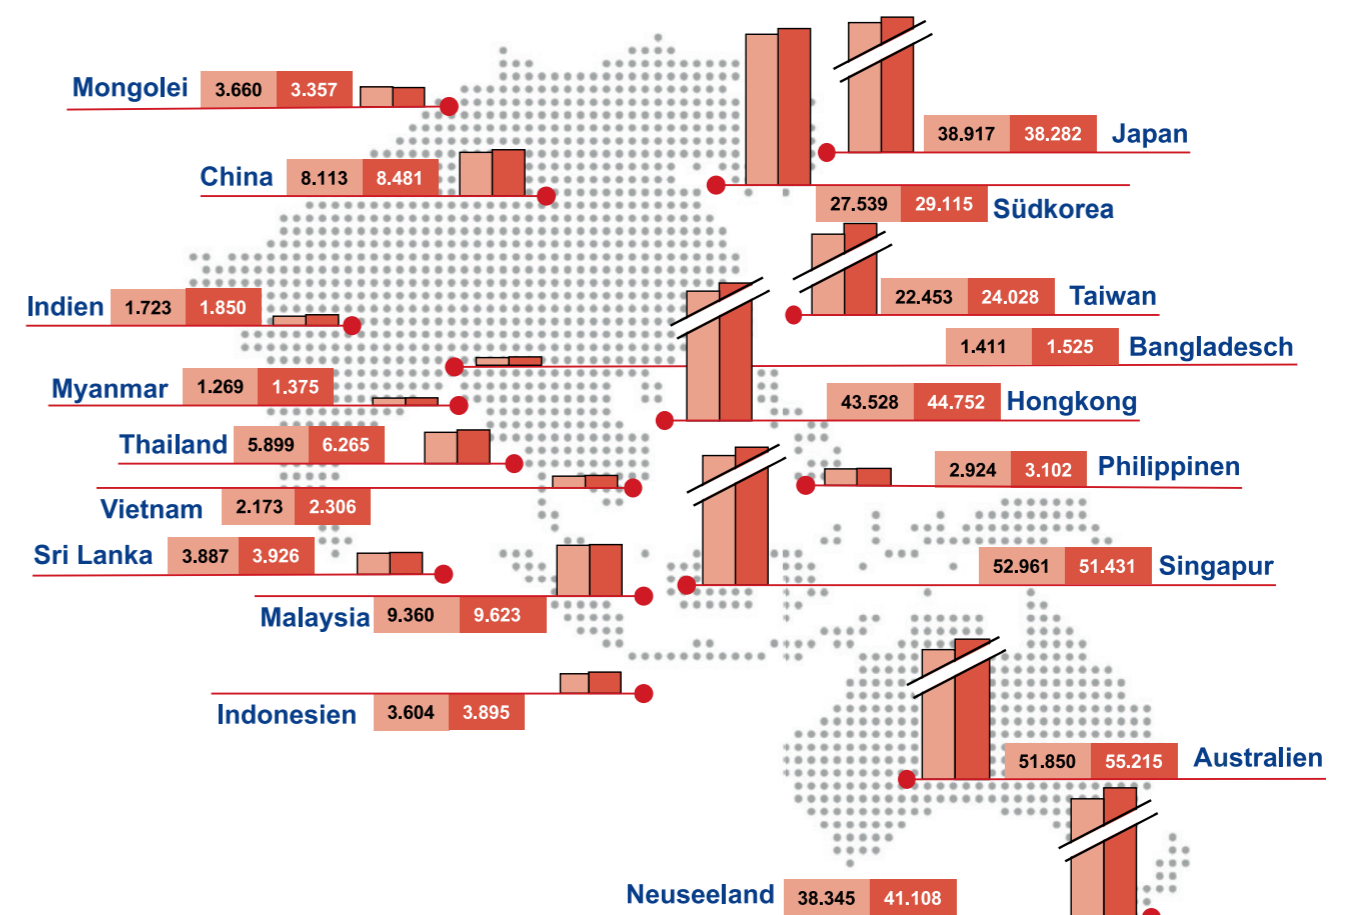 Mongolei 3.660 3.357
38.917 38.282 Japan
China 8.113 8.481
27.539 29.115 Südkorea
Indien 1.723 1.850
22.453 24.028 Taiwan
1.411 1.525 Bangladesch
Myanmar 1.269 1.375
43.528 44.752 Hongkong
Thailand 5.899 6.265
2.924 3.102 Philippinen
Vietnam 2.173 2.306
Sri Lanka 3.887 3.926
52.961 51.431 Singapur
Malaysia 9.360 9.623
Indonesien 3.604 3.895
51.850 55.215 Australien
Neuseeland 38.345 41.108